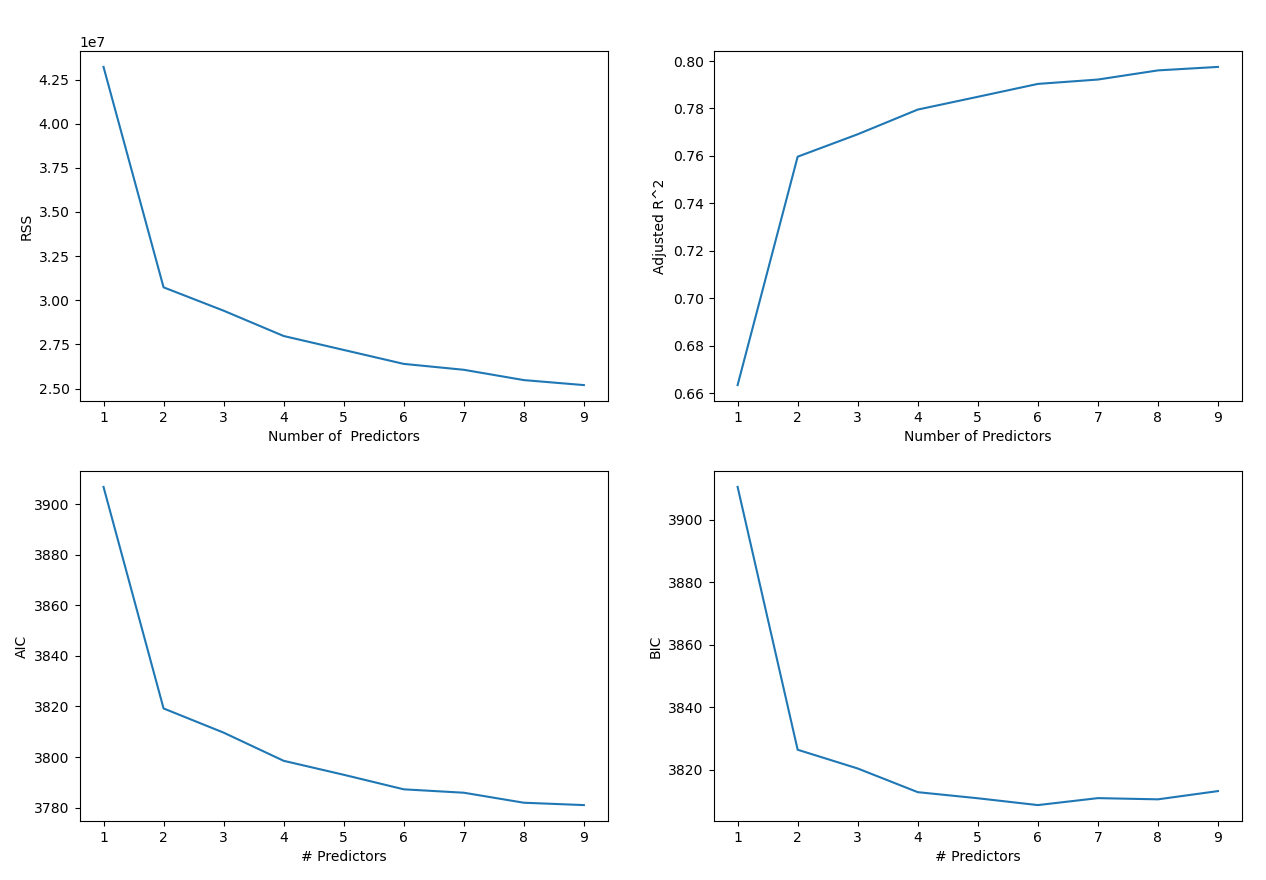 1e7
4.25
4.00
3.75
3.50
3.25
3.00
2.75
2.50
RSS
1 2 3 4 5 6 7 8 9
Number of  Predictors
0.80
0.78
0.76
0.74
0.72
0.70
0.68
0.66
Adjusted R^2
1 2 3 4 5 6 7 8 9
Number of Predictors
3900
3880
3860
3840
3820
3800
3780
AIC
1 2 3 4 5 6 7 8 9
# Predictors
3900
3880
3860
3840
3820
BIC
1 2 3 4 5 6 7 8 9
# Predictors